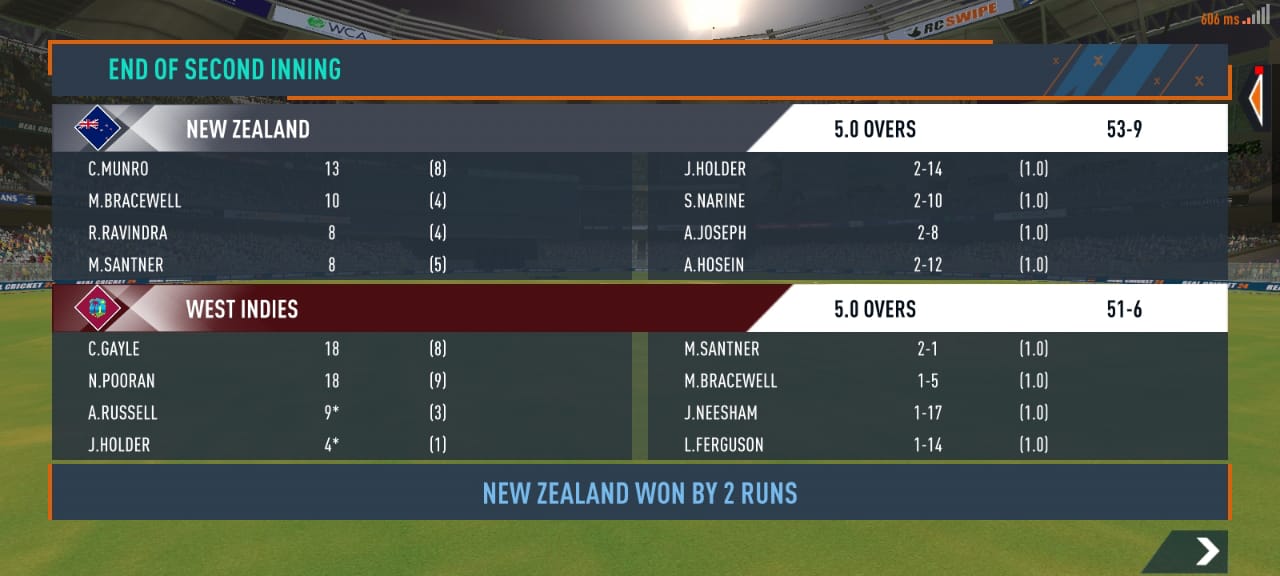 WCA
RC SWIPE
606 ms
END OF SECOND INNING
NEW ZEALAND 5.0 OVERS 53-9
C.MUNRO 13 (8) J.HOLDER 2-14 (1.0)
M.BRACEWELL 10 (4) S.NARINE 2-10 (1.0)
R.RAVINDRA 8 (4) A.JOSEPH 2-8 (1.0)
M.SANTNER 8 (5) A.HOSEIN 2-12 (1.0)
WEST INDIES 5.0 OVERS 51-6
C.GAYLE 18 (8) M.SANTNER 2-1 (1.0)
N.POORAN 18 (9) M.BRACEWELL 1-5 (1.0)
A.RUSSELL 9* (3) J.NEESHAM 1-17 (1.0)
J.HOLDER 4* (1) L.FERGUSON 1-14 (1.0)
NEW ZEALAND WON BY 2 RUNS